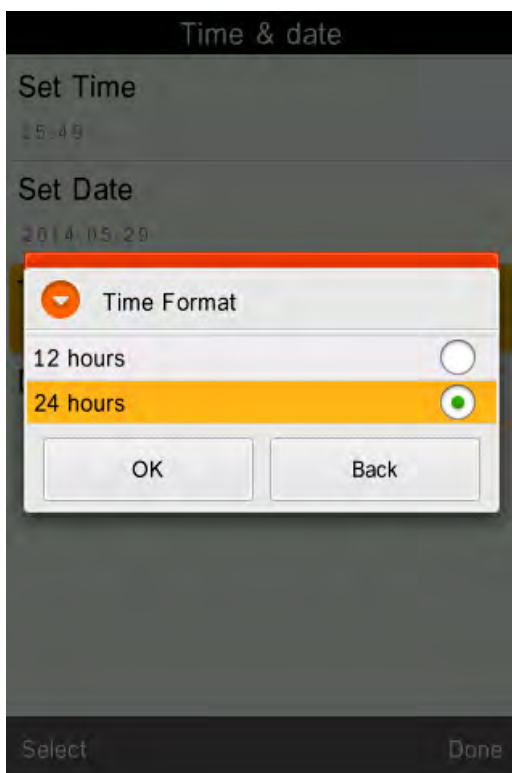 Time & date
Set Time
15:49
Set Date
2014-05-29
Time Format
12 hours
24 hours
OK
Back
Select
Done